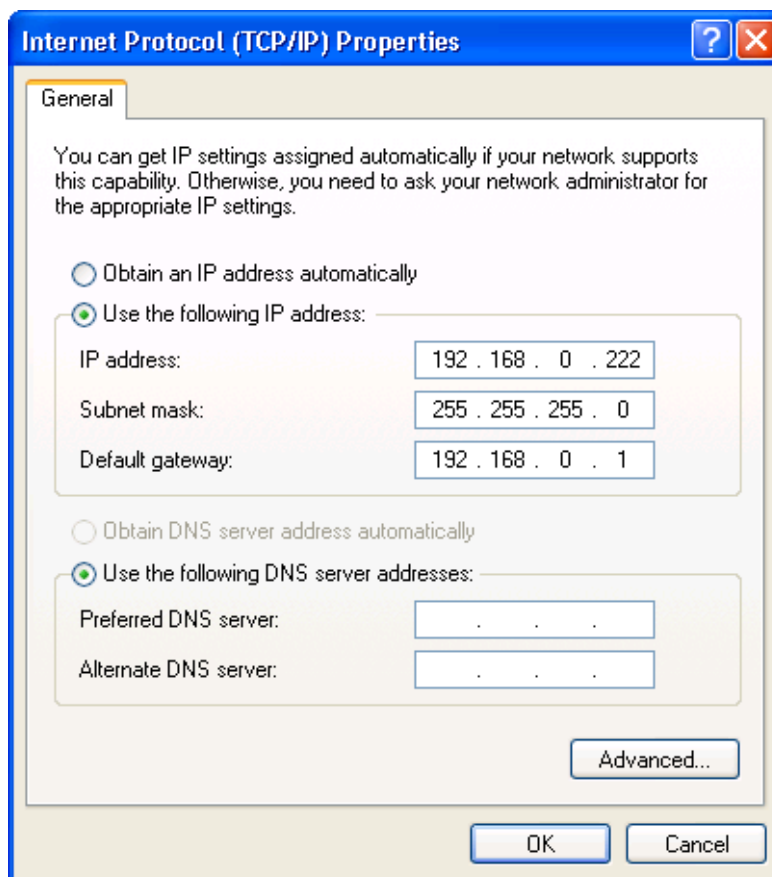 Internet Protocol (TCP/IP) Properties
General
You can get IP settings assigned automatically if your network supports
this capability. Otherwise, you need to ask your network administrator for
the appropriate IP settings.
Obtain an IP address automatically
Use the following IP address:
IP address: 192 . 168 . 0 . 222
Subnet mask: 255 . 255 . 255 . 0
Default gateway: 192 . 168 . 0 . 1
Obtain DNS server address automatically
Use the following DNS server addresses:
Preferred DNS server: . . .
Alternate DNS server: . . .
Advanced...
OK Cancel